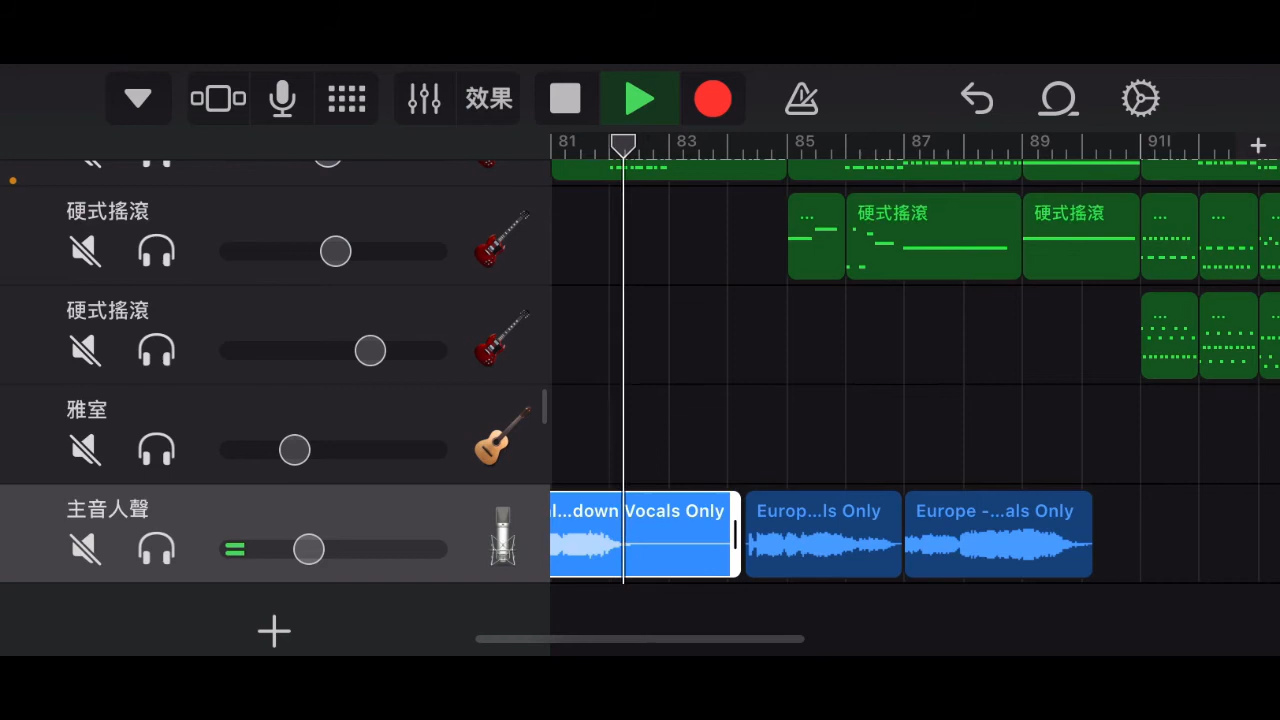 效果
81 83 85 87 89 91
硬式搖滾
... 硬式搖滾 硬式搖滾 ... ...
硬式搖滾
... ...
雅室
主音人聲
l...down Vocals Only Europ...ls Only Europe -...als Only